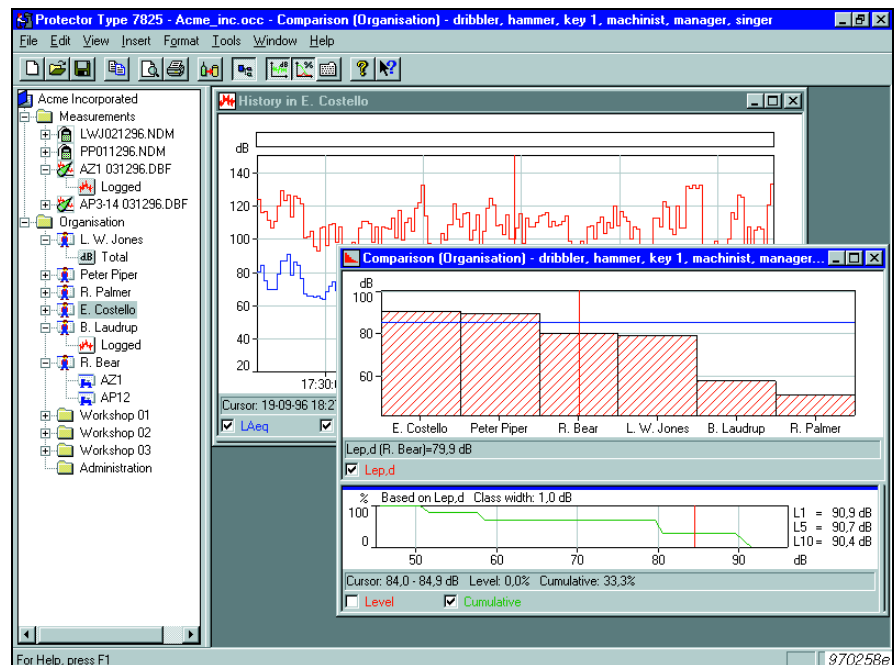 Protector Type 7825 - Acme_inc.occ - Comparison (Organisation) - dribbler, hammer, key 1, machinist, manager, singer
File Edit View Insert Format Tools Window Help
Acme Incorporated
Measurements
LWJ021296.NDM
PP011296.NDM
AZ1 031296.DBF
Logged
AP3-14 031296.DBF
Organisation
L. W. Jones
dB Total
Peter Piper
R. Palmer
E. Costello
B. Laudrup
Logged
R. Bear
AZ1
AP12
Workshop 01
Workshop 02
Workshop 03
Administration
History in E. Costello
dB
140
120
100
80
60
40
20
17:30:
Cursor: 19-09-96 18:27
LAeq
Comparison (Organisation) - dribbler, hammer, key 1, machinist, manager...
dB
100
80
60
E. Costello Peter Piper R. Bear L. W. Jones B. Laudrup R. Palmer
Lep,d (R. Bear)=79,9 dB
Lep,d
% Based on Lep,d Class width: 1,0 dB
100
0
50 60 70 80 90 dB
L1 = 90,9 dB
L5 = 90,7 dB
L10 = 90,4 dB
Cursor: 84,0 - 84,9 dB Level: 0,0% Cumulative: 33,3%
Level Cumulative
For Help, press F1
970258e